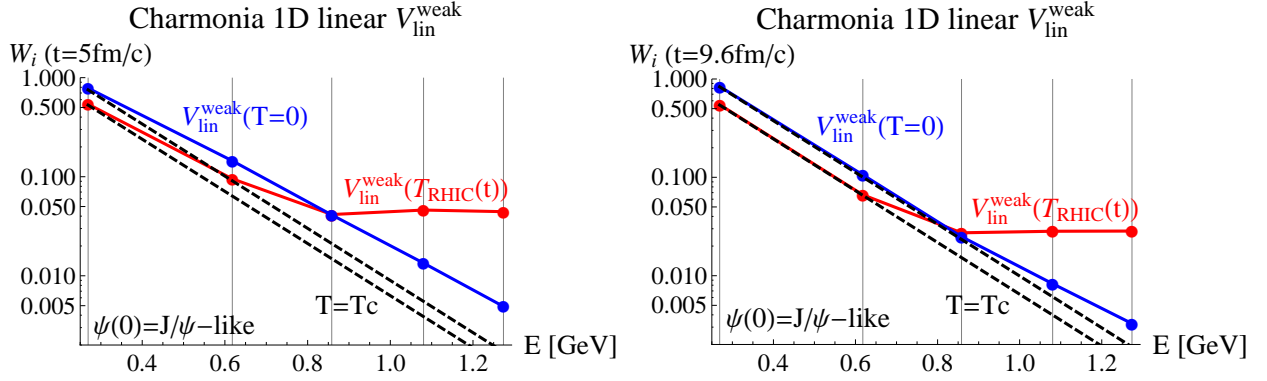 Charmonia 1D linear V_lin^weak
W_i (t=5fm/c)
1.000
0.500
0.100
0.050
0.010
0.005
V_lin^weak(T=0)
V_lin^weak(T_RHIC(t))
T=Tc
ψ(0)=J/ψ−like
0.4 0.6 0.8 1.0 1.2
E [GeV]
Charmonia 1D linear V_lin^weak
W_i (t=9.6fm/c)
1.000
0.500
0.100
0.050
0.010
0.005
V_lin^weak(T=0)
V_lin^weak(T_RHIC(t))
T=Tc
ψ(0)=J/ψ−like
0.4 0.6 0.8 1.0 1.2
E [GeV]